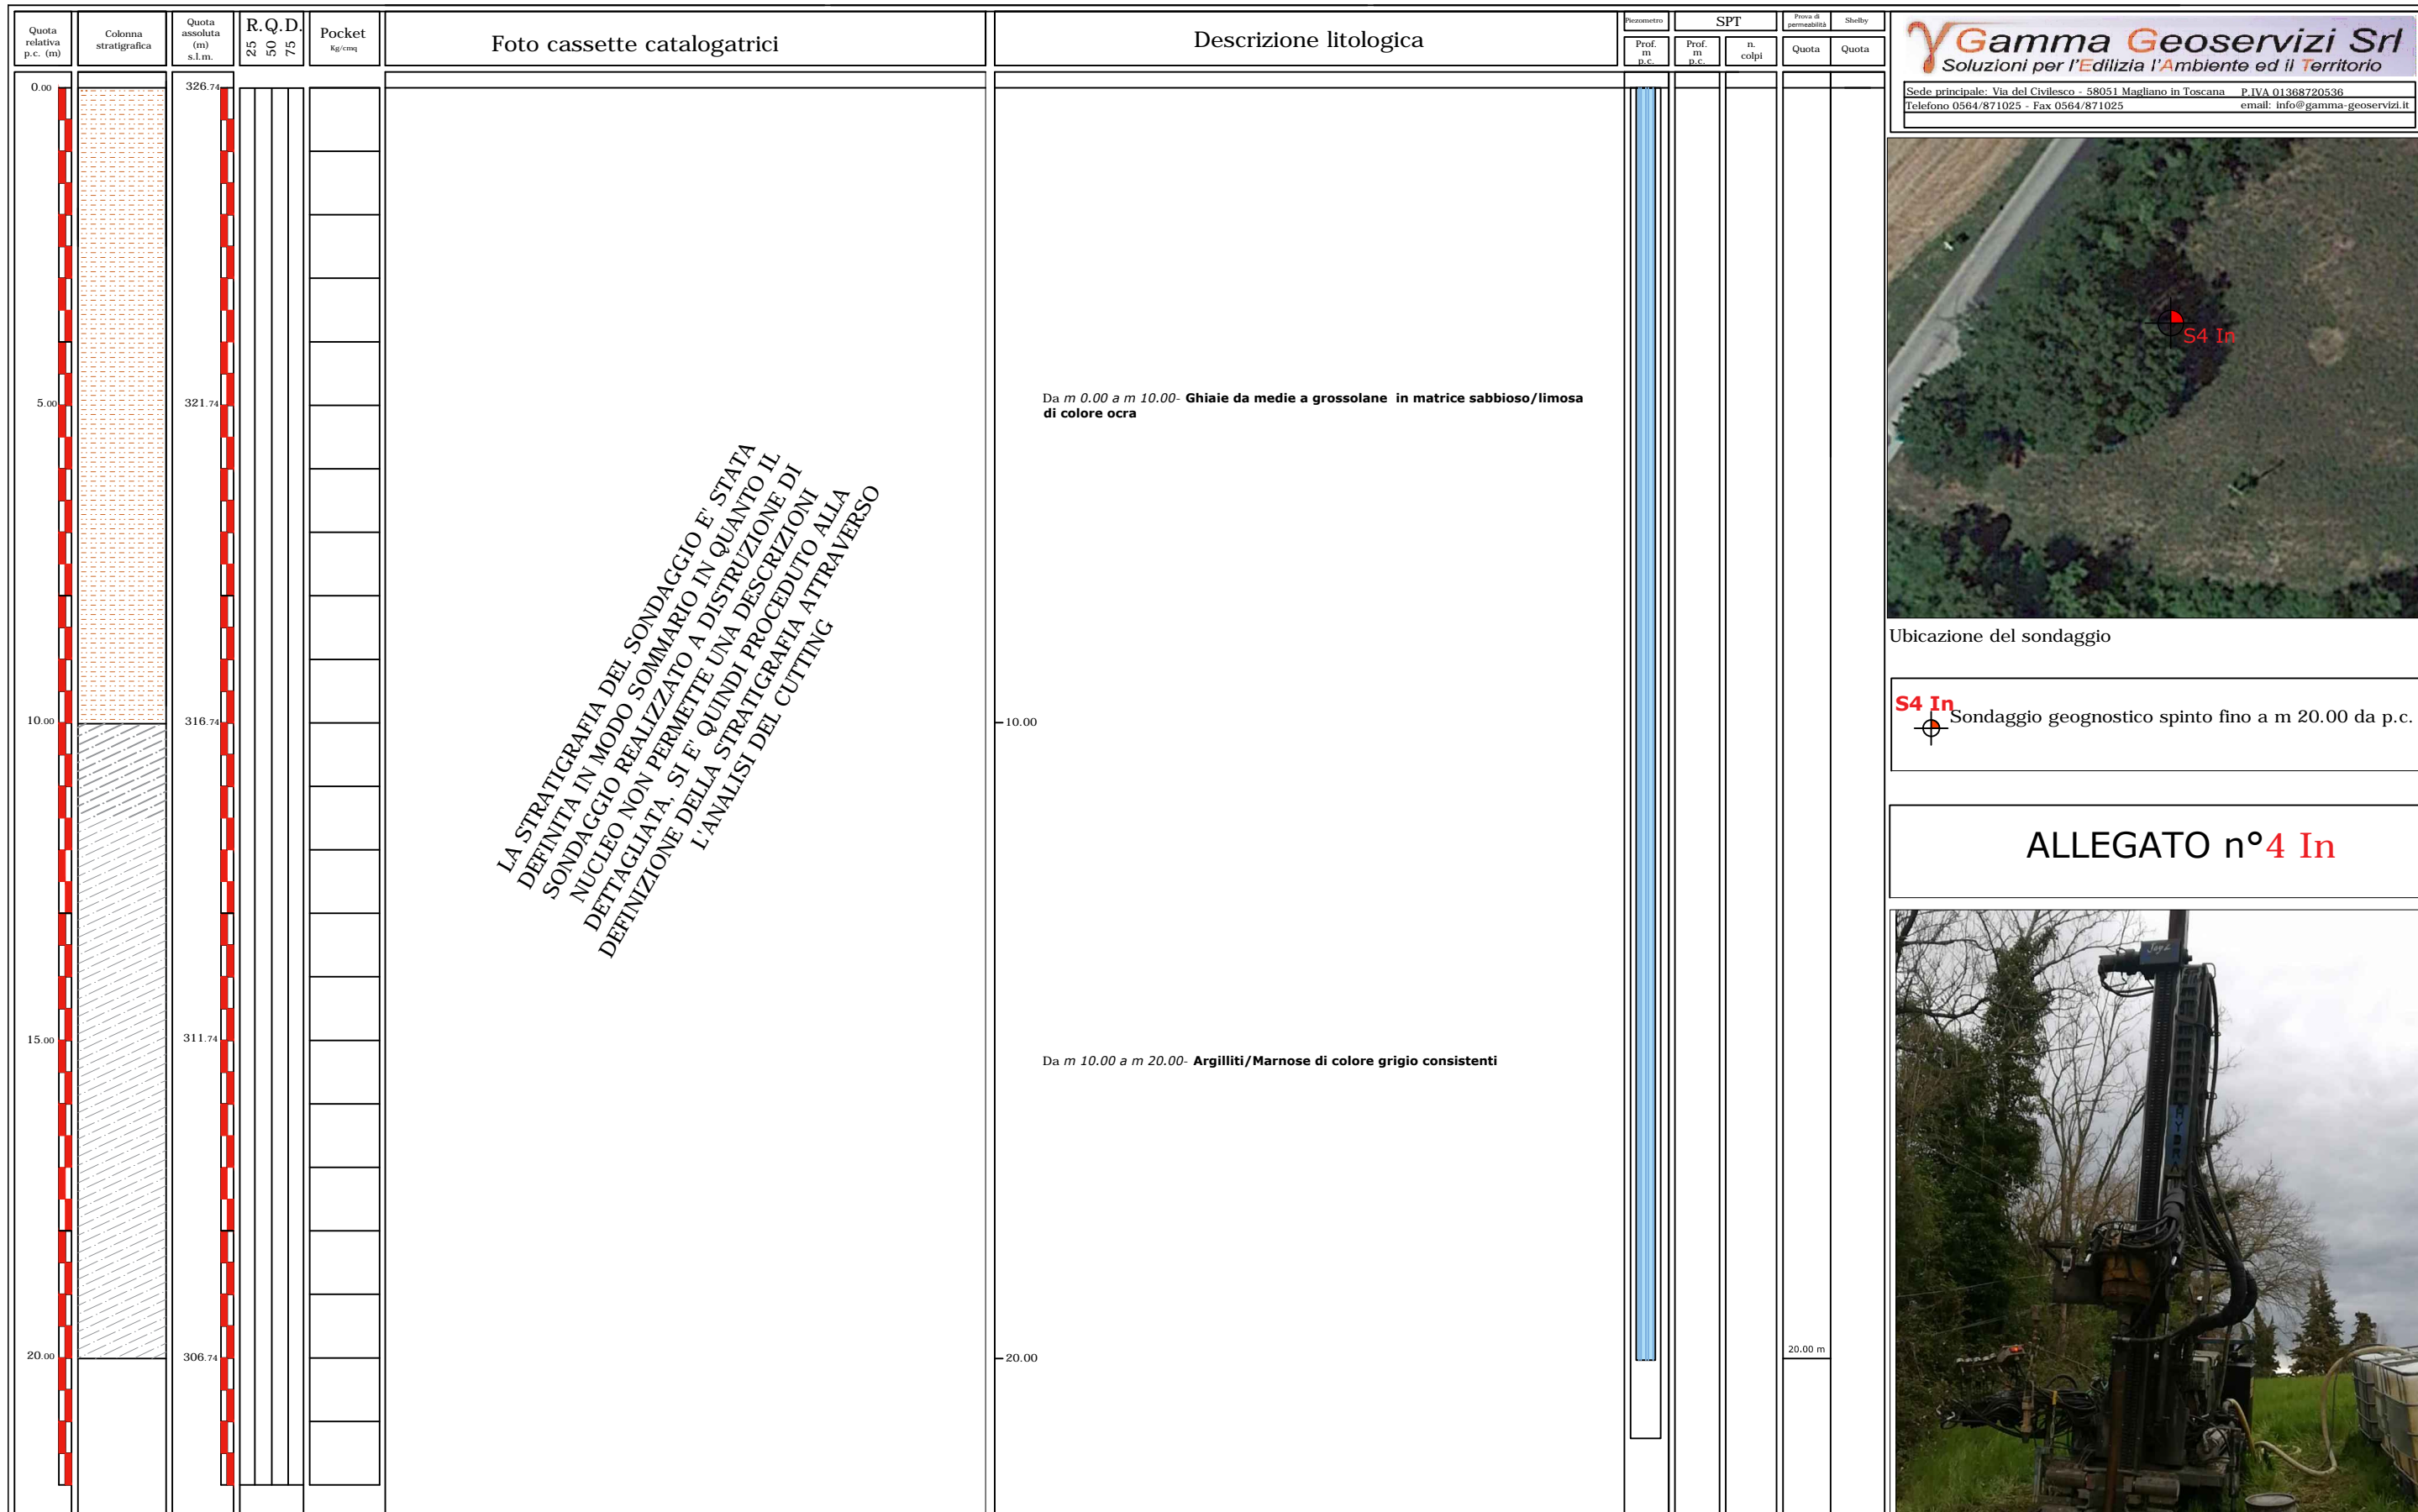 Quota
relativa
p.c. (m)
Colonna
stratigrafica
Quota
assoluta
(m)
s.l.m.
R.Q.D.
25
50
75
Pocket
Kg/cmq
Foto cassette catalogatrici
Descrizione litologica
Piezometro
Prof.
m
p.c.
SPT
Prof.
m
p.c.
n.
colpi
Prova di
permeabilità
Quota
Shelby
Quota
γ Gamma Geoservizi Srl
Soluzioni per l'Edilizia l'Ambiente ed il Territorio
Sede principale: Via del Civilesco - 58051 Magliano in Toscana P.IVA 01368720536
Telefono 0564/871025 - Fax 0564/871025 email: info@gamma-geoservizi.it
0.00
5.00
10.00
15.00
20.00
326.74
321.74
316.74
311.74
306.74
LA STRATIGRAFIA DEL SONDAGGIO E' STATA
DEFINITA IN MODO SOMMARIO IN QUANTO IL
SONDAGGIO REALIZZATO A DISTRUZIONE DI
NUCLEO NON PERMETTE UNA DESCRIZIONI
DETTAGLIATA, SI E' QUINDI PROCEDUTO ALLA
DEFINIZIONE DELLA STRATIGRAFIA ATTRAVERSO
L'ANALISI DEL CUTTING
Da m 0.00 a m 10.00- Ghiaie da medie a grossolane in matrice sabbioso/limosa
di colore ocra
10.00
Da m 10.00 a m 20.00- Argilliti/Marnose di colore grigio consistenti
20.00
20.00 m
S4 In
Ubicazione del sondaggio
S4 In
Sondaggio geognostico spinto fino a m 20.00 da p.c.
ALLEGATO n°4 In
Joy2
HYDRA